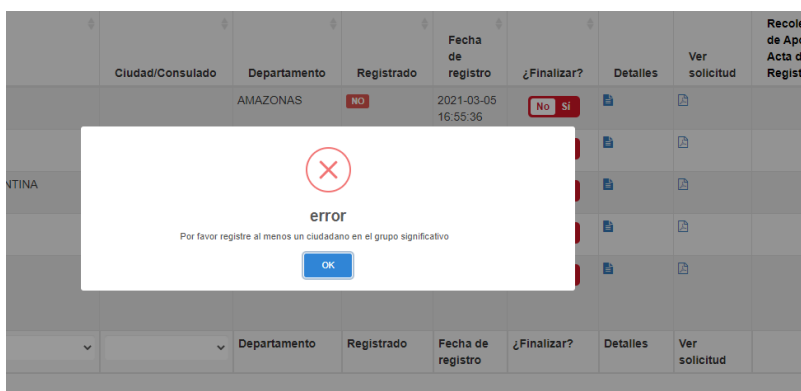 Recole
de Apo
Fecha
de
Ver
Acta d
Ciudad/Consulado Departamento Registrado registro ¿Finalizar? Detalles solicitud Regist
AMAZONAS NO 2021-03-05 No Sí
16:55:36
NTINA
error
Por favor registre al menos un ciudadano en el grupo significativo
OK
Departamento Registrado Fecha de ¿Finalizar? Detalles Ver
registro solicitud